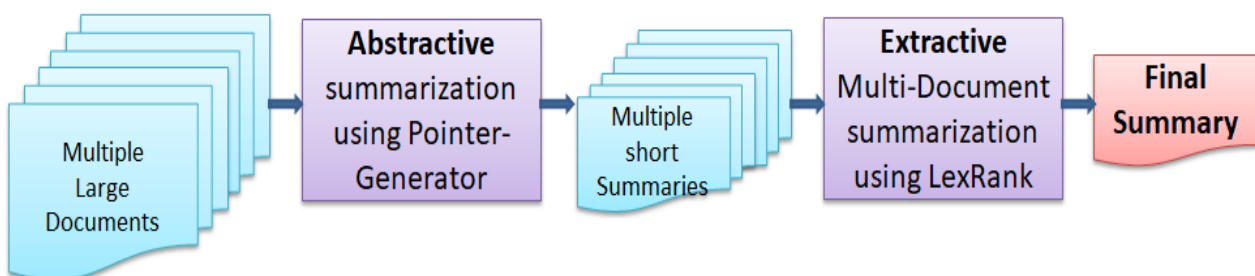 Multiple
Large
Documents
Abstractive
summarization
using Pointer-
Generator
Multiple
short
Summaries
Extractive
Multi-Document
summarization
using LexRank
Final
Summary